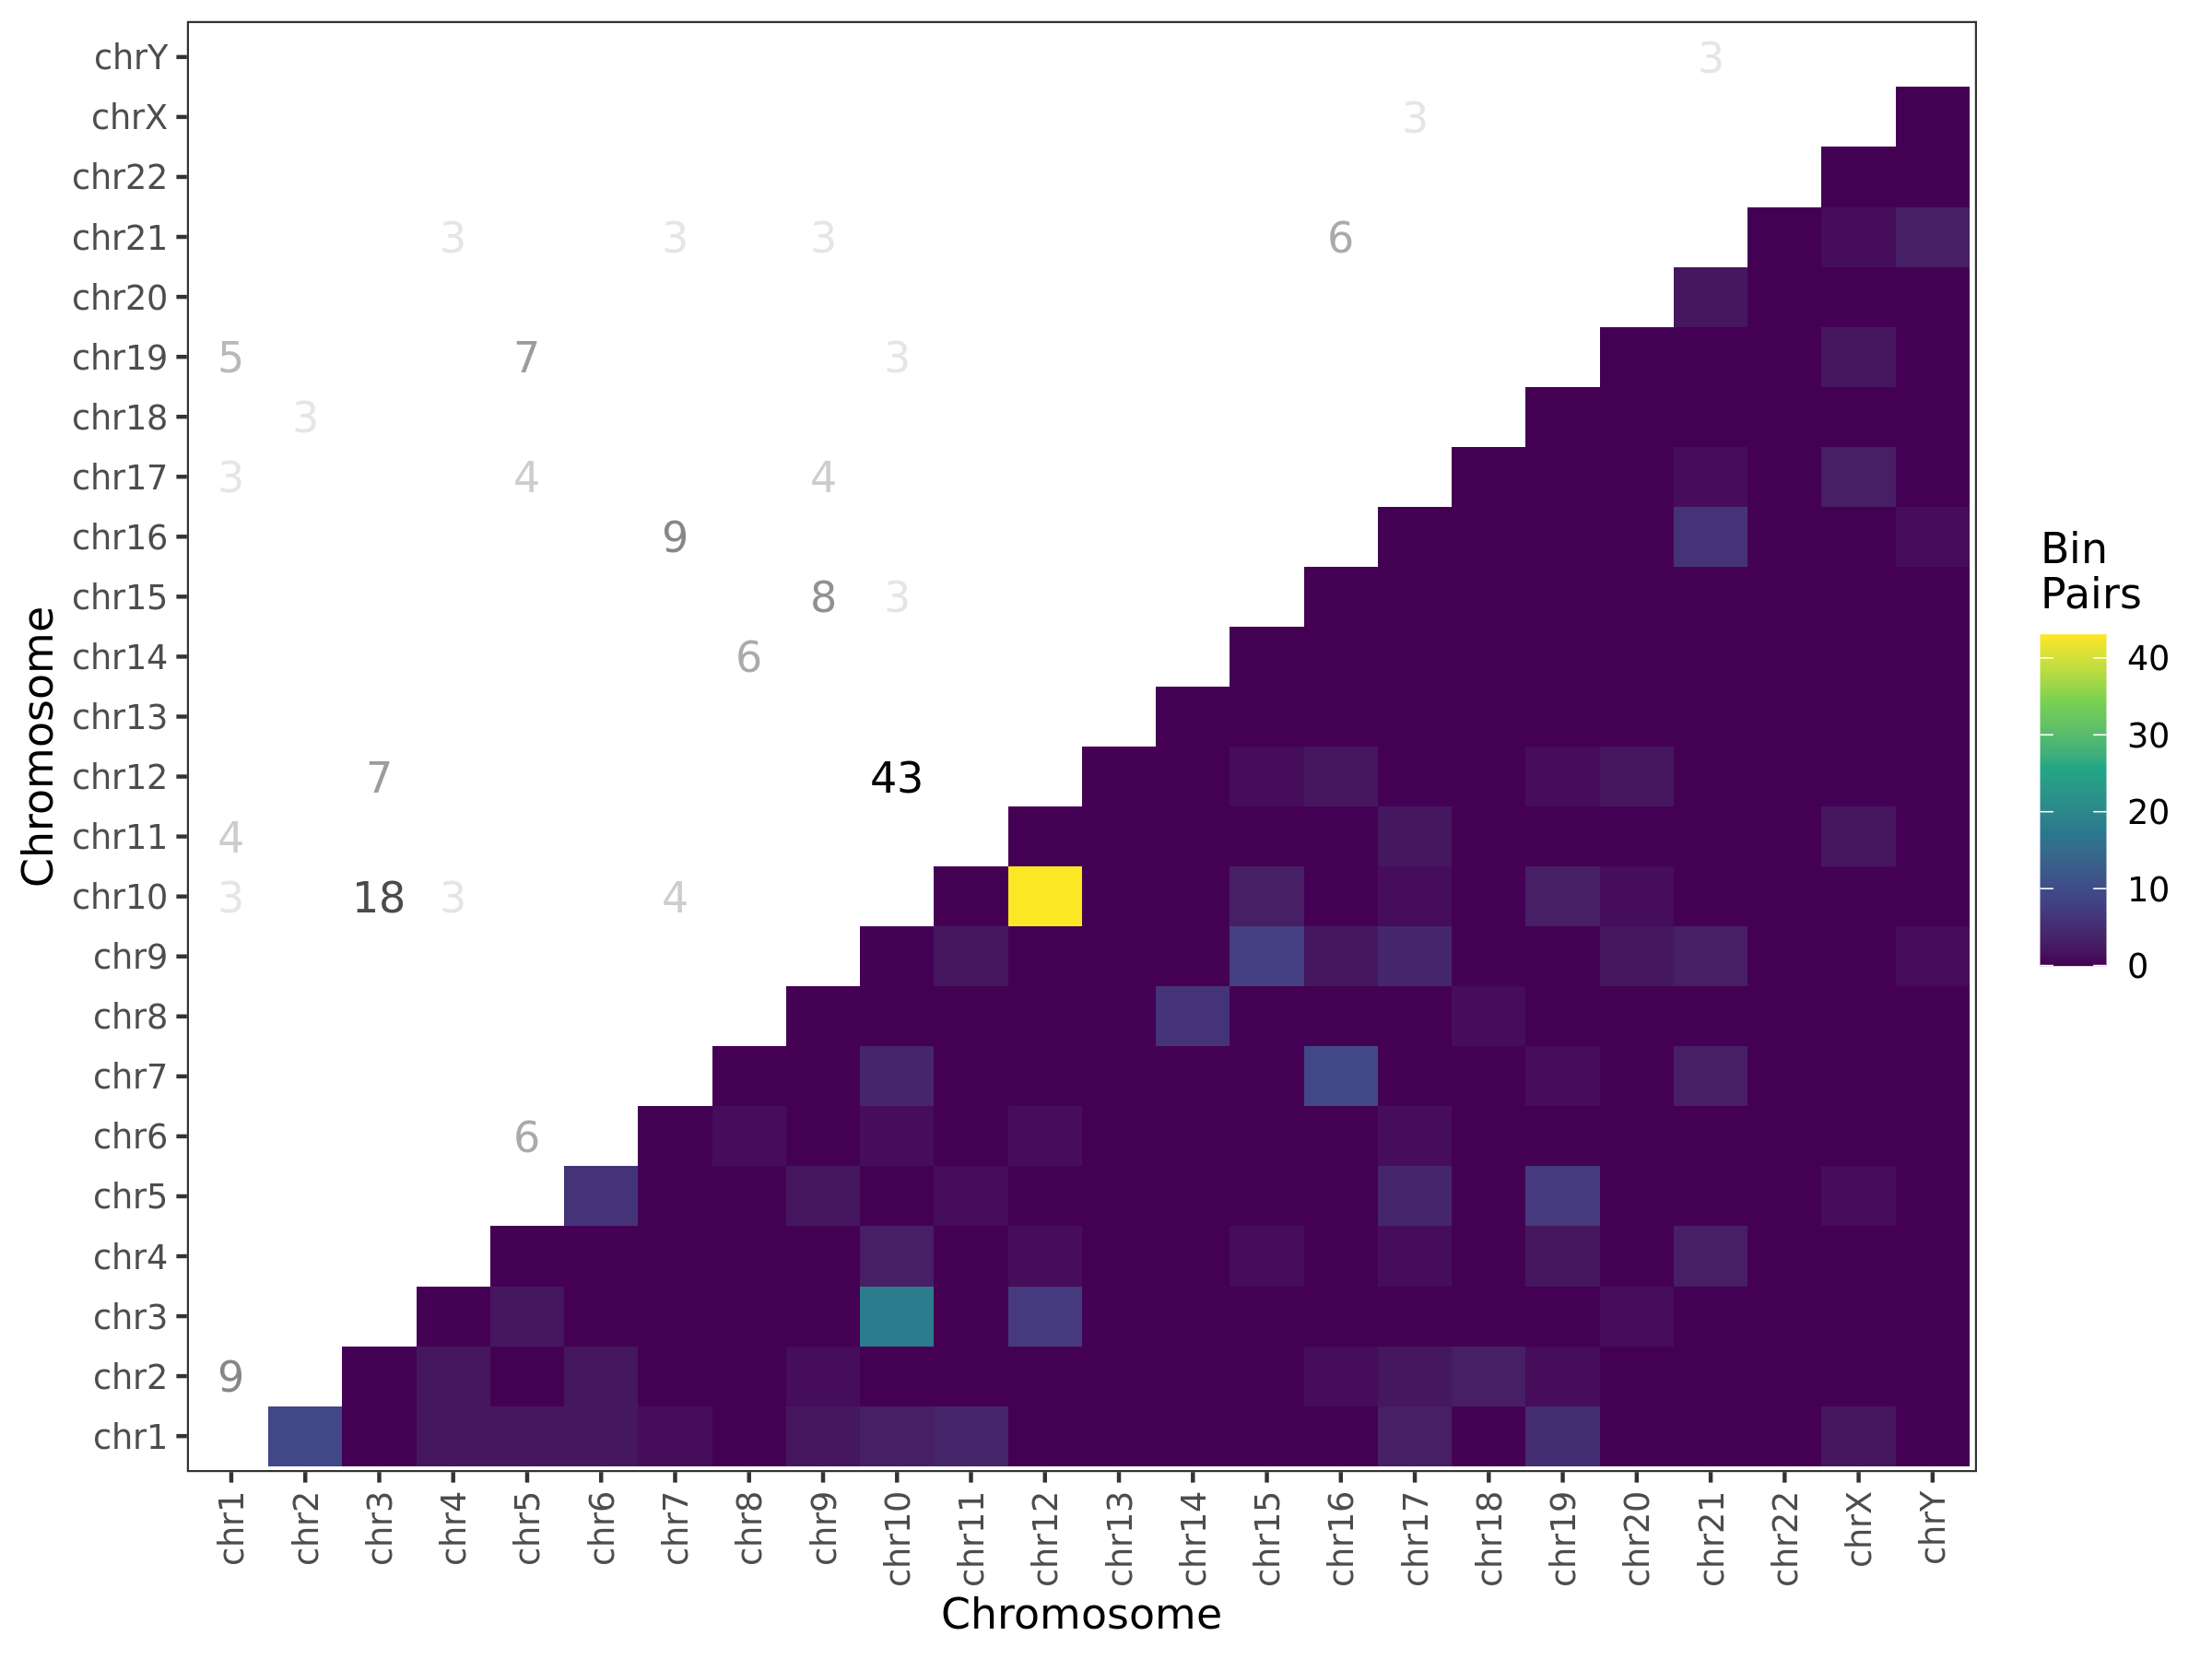 chrY 3
chrX 3
chr22
chr21 3 3 3 6
chr20
chr19 5 7 3
chr18 3
chr17 3 4 4
chr16 9
chr15 8 3
chr14 6
chr13
chr12 7 43
chr11 4
chr10 3 18 3 4
chr9
chr8
chr7
chr6 6
chr5
chr4
chr3
chr2 9
chr1
Chromosome
chr1 chr2 chr3 chr4 chr5 chr6 chr7 chr8 chr9 chr10 chr11 chr12 chr13 chr14 chr15 chr16 chr17 chr18 chr19 chr20 chr21 chr22 chrX chrY
Chromosome
Bin
Pairs
40
30
20
10
0